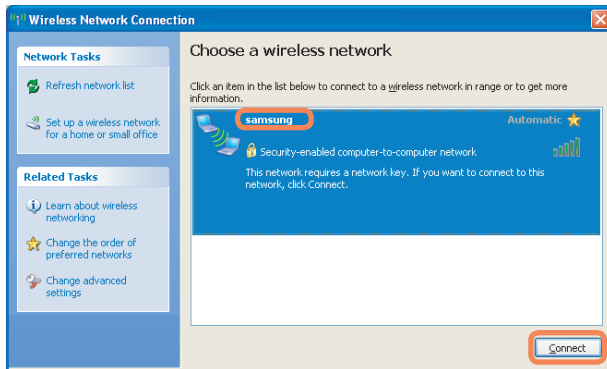 Wireless Network Connection
Network Tasks
Refresh network list
Set up a wireless network
for a home or small office
Related Tasks
Learn about wireless
networking
Change the order of
preferred networks
Change advanced
settings
Choose a wireless network
Click an item in the list below to connect to a wireless network in range or to get more
information.
samsung
Automatic
Security-enabled computer-to-computer network
This network requires a network key. If you want to connect to this
network, click Connect.
Connect